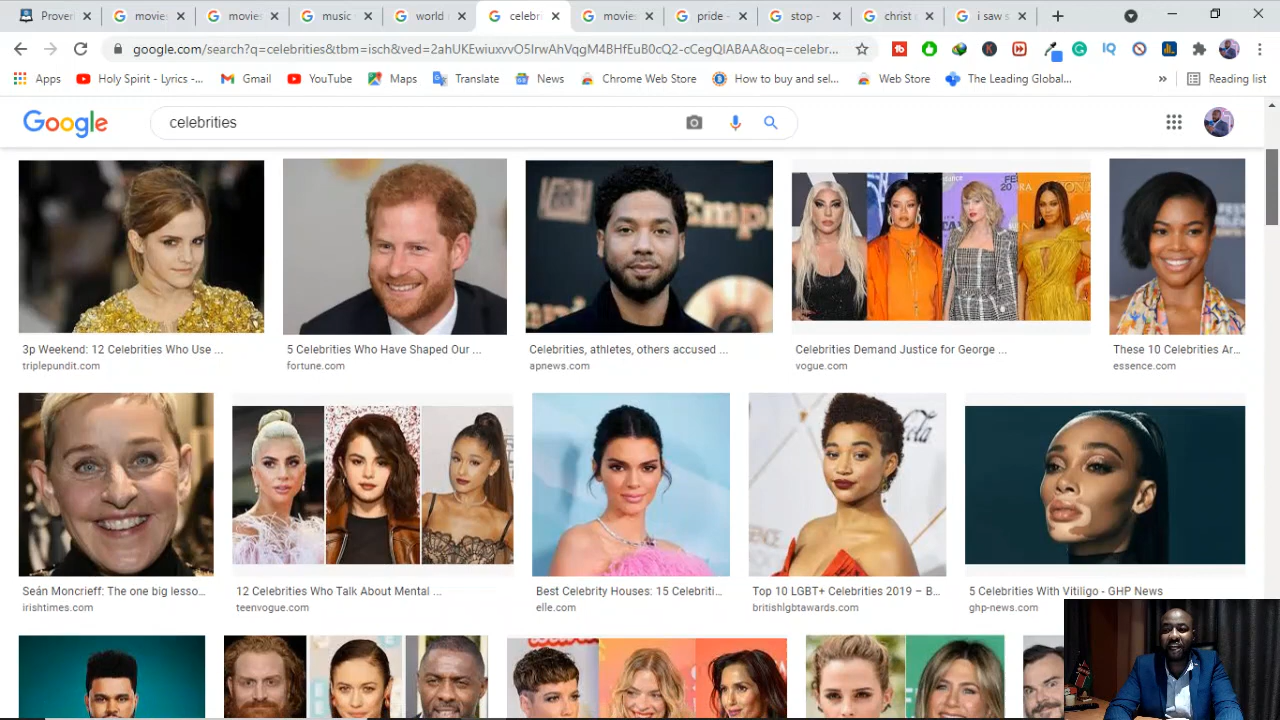 Prover
movie:
movie:
music
world
celebri
movie:
pride -
stop -
christ c
i saw s
google.com/search?q=celebrities&tbm=isch&ved=2ahUKEwiuxvvO5IrwAhVqgM4BHfEuB0cQ2-cCegQIABAA&oq=celebr...
Apps
Holy Spirit - Lyrics -...
Gmail
YouTube
Maps
Translate
News
Chrome Web Store
How to buy and sel...
Web Store
The Leading Global...
»
Reading list
Google
celebrities
3p Weekend: 12 Celebrities Who Use ...
triplepundit.com
5 Celebrities Who Have Shaped Our ...
fortune.com
Celebrities, athletes, others accused ...
apnews.com
Celebrities Demand Justice for George ...
vogue.com
These 10 Celebrities Ar...
essence.com
Seán Moncrieff: The one big lesso...
irishtimes.com
12 Celebrities Who Talk About Mental ...
teenvogue.com
Best Celebrity Houses: 15 Celebriti...
elle.com
Top 10 LGBT+ Celebrities 2019 – B...
britishlgbtawards.com
5 Celebrities With Vitiligo - GHP News
ghp-news.com